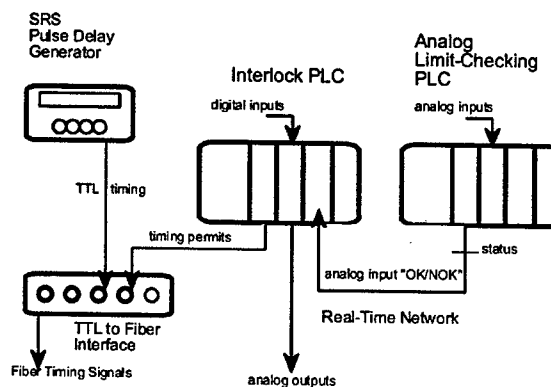 SRS
Pulse Delay
Generator
Interlock PLC
Analog
Limit-Checking
PLC
digital inputs
analog inputs
TTL timing
timing permits
status
analog input "OK/NOK"
Real-Time Network
TTL to Fiber
Interface
Fiber Timing Signals
analog outputs